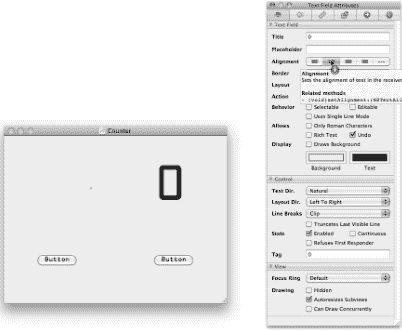 Text Field Attributes
Text Field
Title 0
Placeholder
Alignment
Border
Alignment
Sets the alignment of text in the receiver
Layout
Action
Related methods
Behavior Selectable Editable
Uses Single Line Mode
Allows Only Roman Characters
Rich Text Undo
Display Draws Background
Background Text
Control
Text Dir. Natural
Layout Dir. Left To Right
Line Breaks Clip
Truncates Last Visible Line
State Enabled Continuous
Refuses First Responder
Tag 0
View
Focus Ring Default
Drawing Hidden
Autoresizes Subviews
Can Draw Concurrently
Counter
0
Button Button